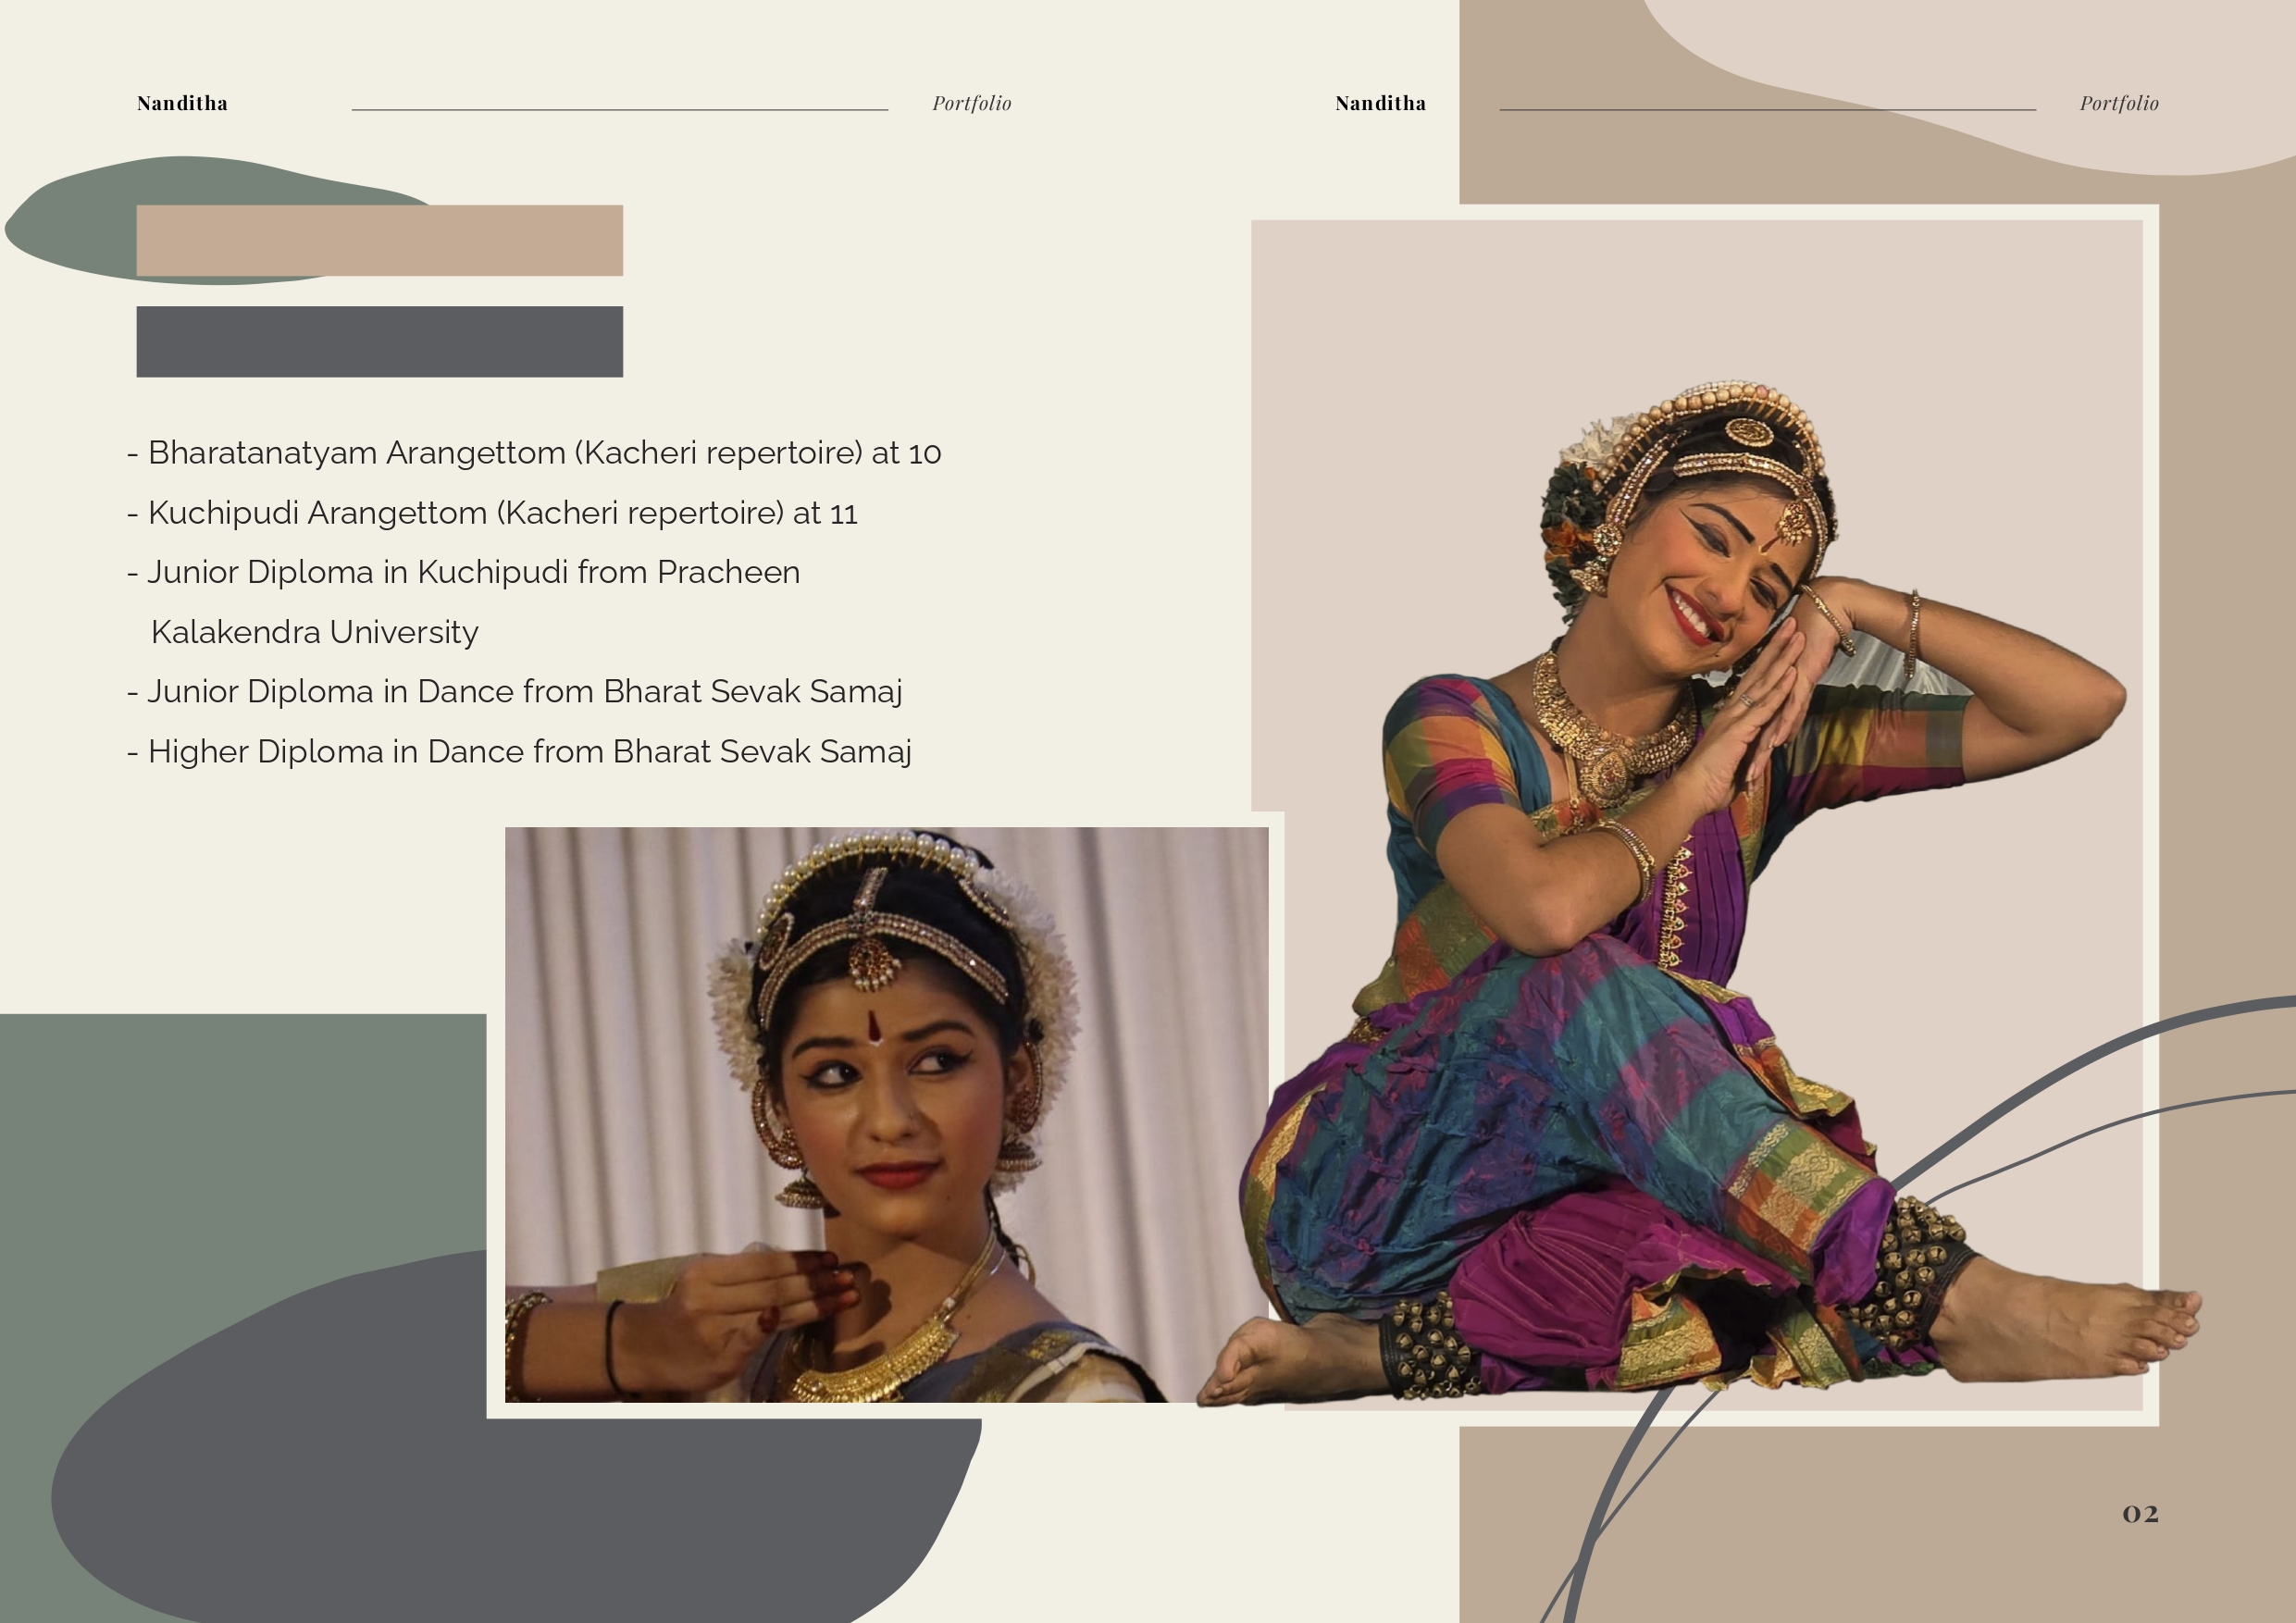 Nanditha
Portfolio
Nanditha
Portfolio
- Bharatanatyam Arangettom (Kacheri repertoire) at 10
- Kuchipudi Arangettom (Kacheri repertoire) at 11
- Junior Diploma in Kuchipudi from Pracheen
Kalakendra University
- Junior Diploma in Dance from Bharat Sevak Samaj
- Higher Diploma in Dance from Bharat Sevak Samaj
02